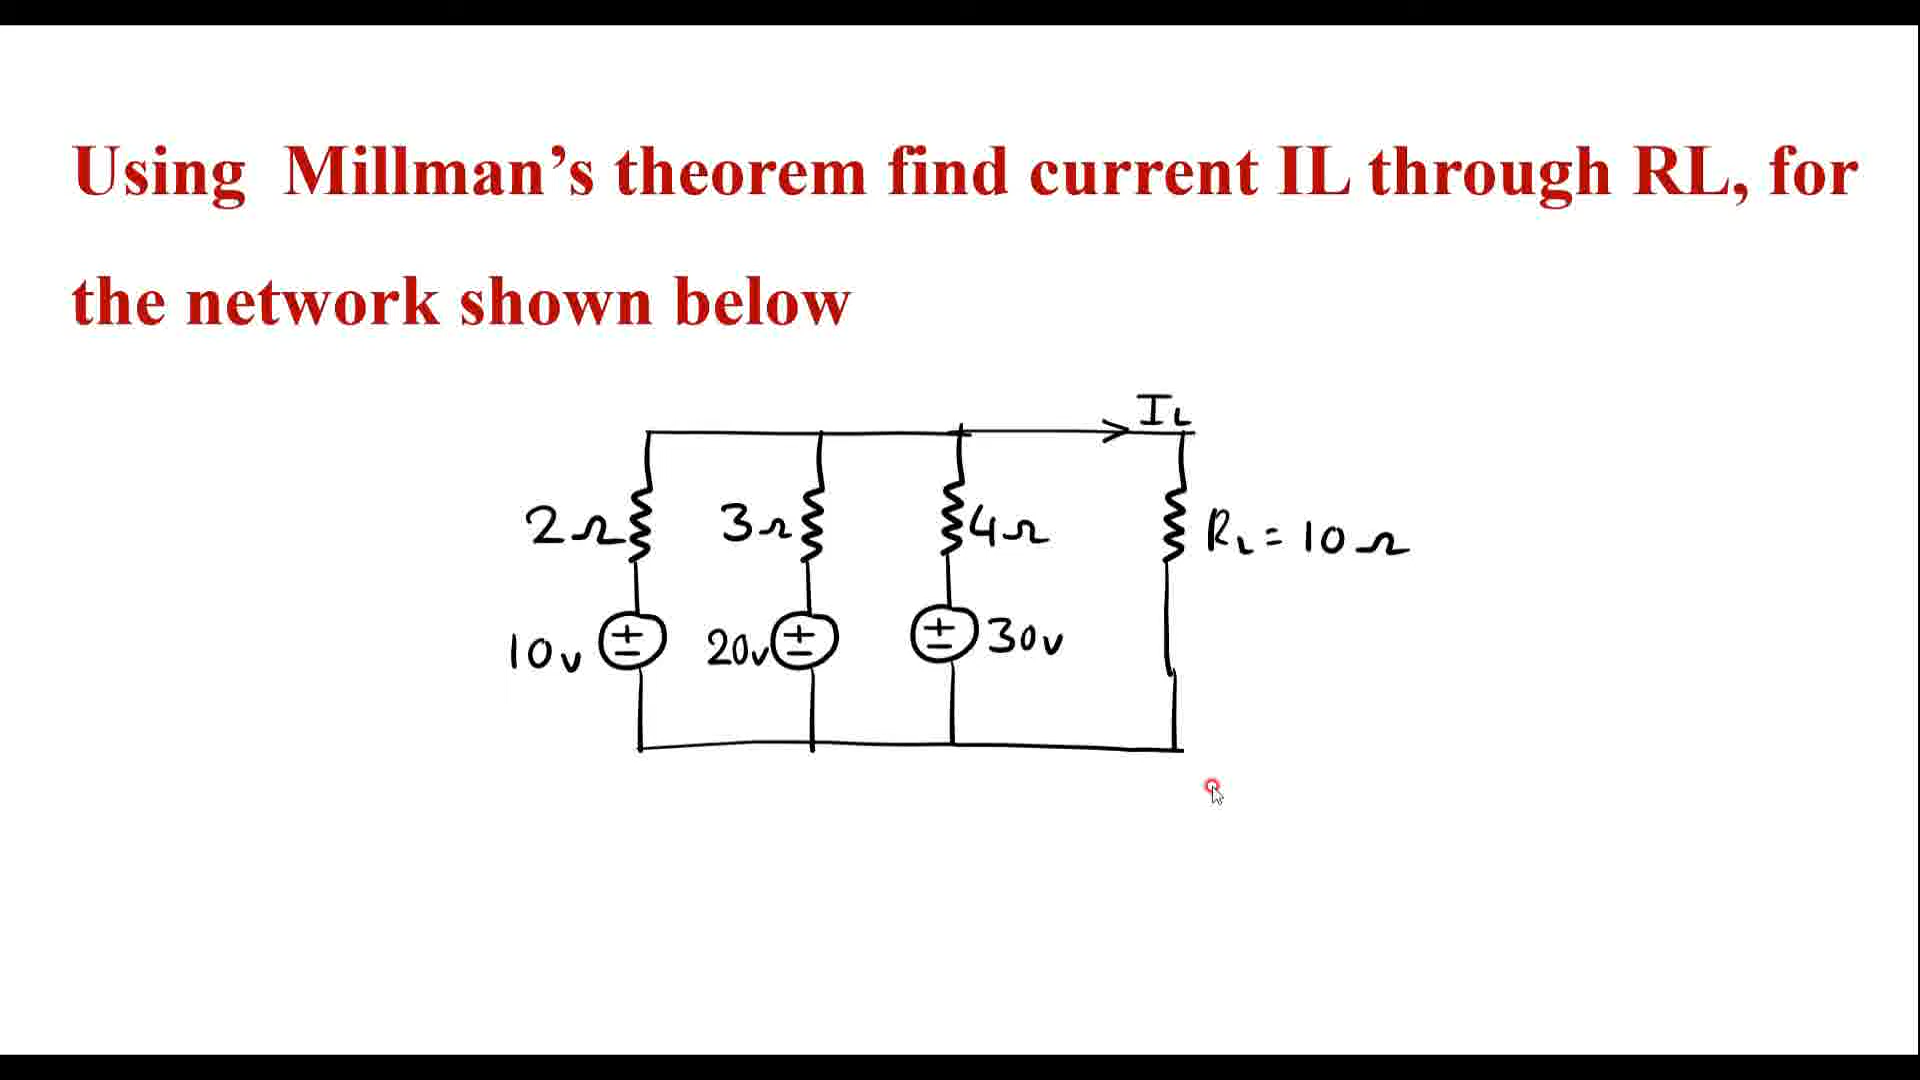 Using Millman’s theorem find current IL through RL, for
the network shown below
IL
2Ω
3Ω
4Ω
RL = 10Ω
10v
20v
30v